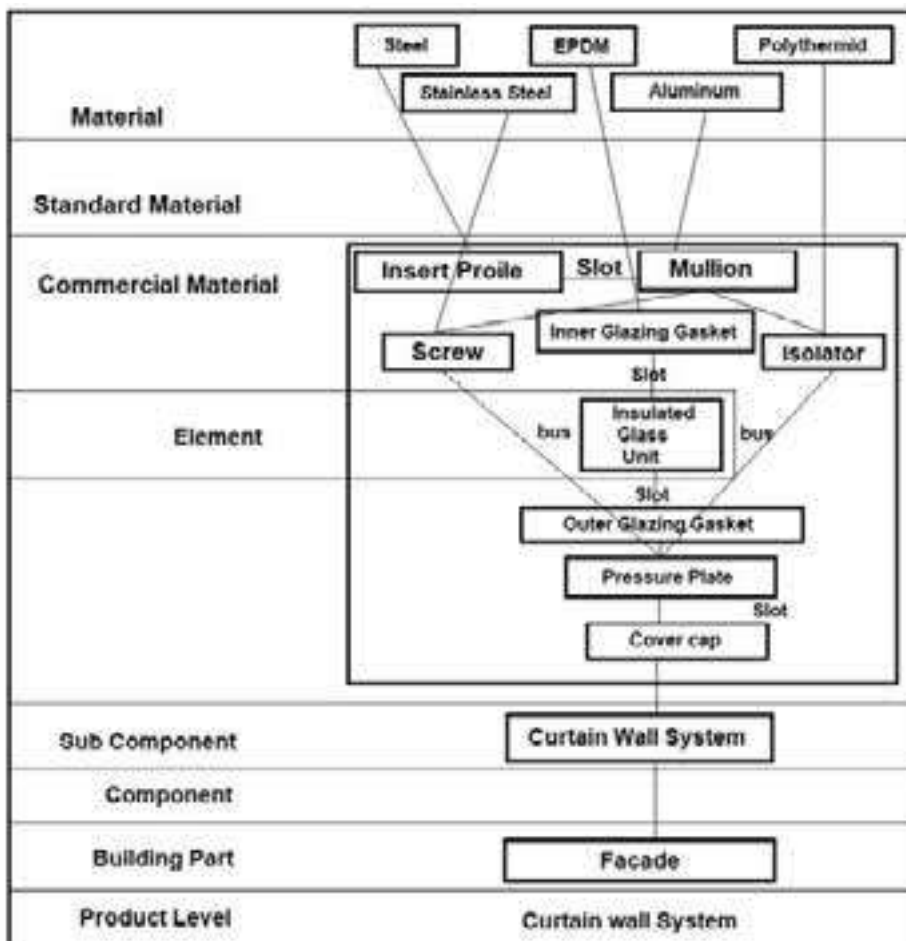 Steel
EPDM
Polythermid
Stainless Steel
Aluminum
Material
Standard Material
Commercial Material
Insert Proile
Slot
Mullion
Inner Glazing Gasket
Screw
Isolator
Slot
Element
bus
Insulated
Glass
Unit
bus
Slot
Outer Glazing Gasket
Pressure Plate
Slot
Cover cap
Sub Component
Curtain Wall System
Component
Building Part
Façade
Product Level
Curtain wall System